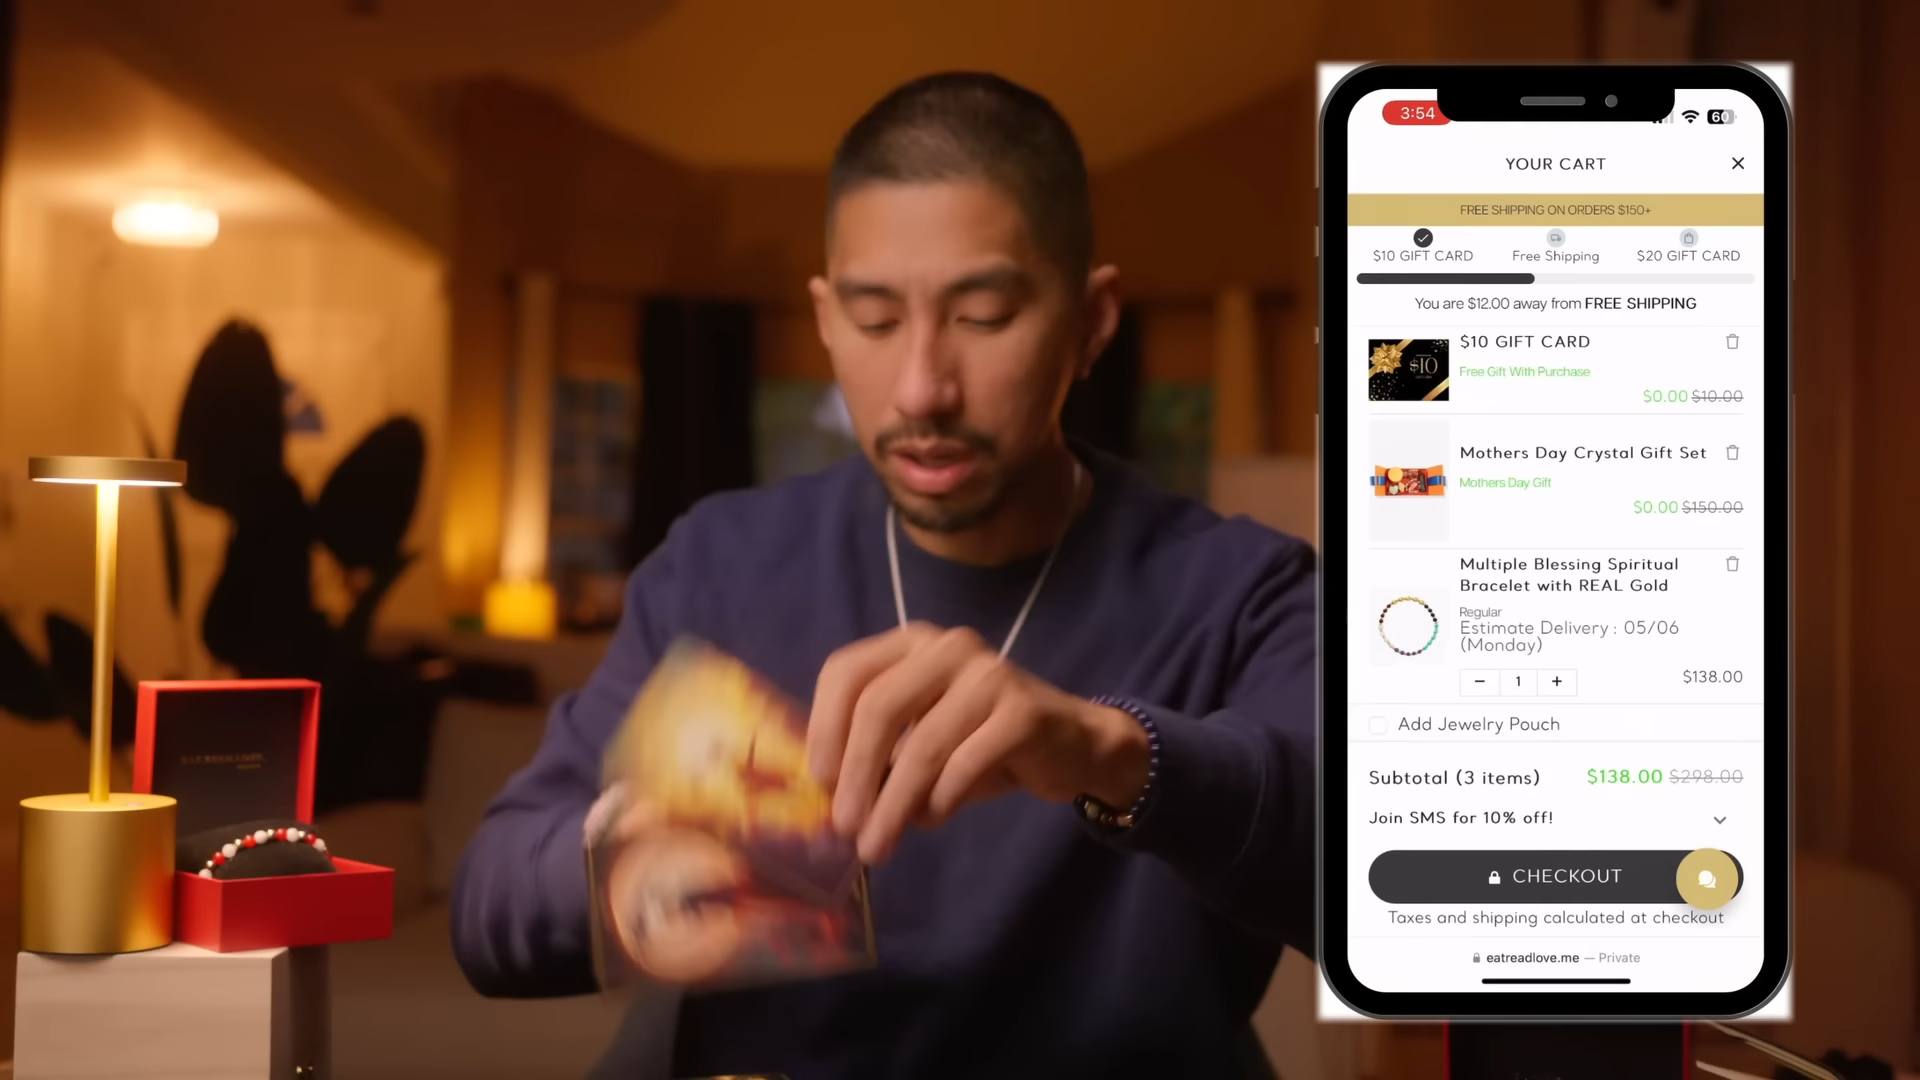 3:54
60
YOUR CART
FREE SHIPPING ON ORDERS $150+
$10 GIFT CARD
Free Shipping
$20 GIFT CARD
You are $12.00 away from FREE SHIPPING
$10
$10 GIFT CARD
Free Gift With Purchase
$0.00 $10.00
Mothers Day Crystal Gift Set
Mothers Day Gift
$0.00 $150.00
Multiple Blessing Spiritual
Bracelet with REAL Gold
Regular
Estimate Delivery : 05/06
(Monday)
1
$138.00
Add Jewelry Pouch
Subtotal (3 items)
$138.00 $298.00
Join SMS for 10% off!
CHECKOUT
Taxes and shipping calculated at checkout
eatreadlove.me — Private